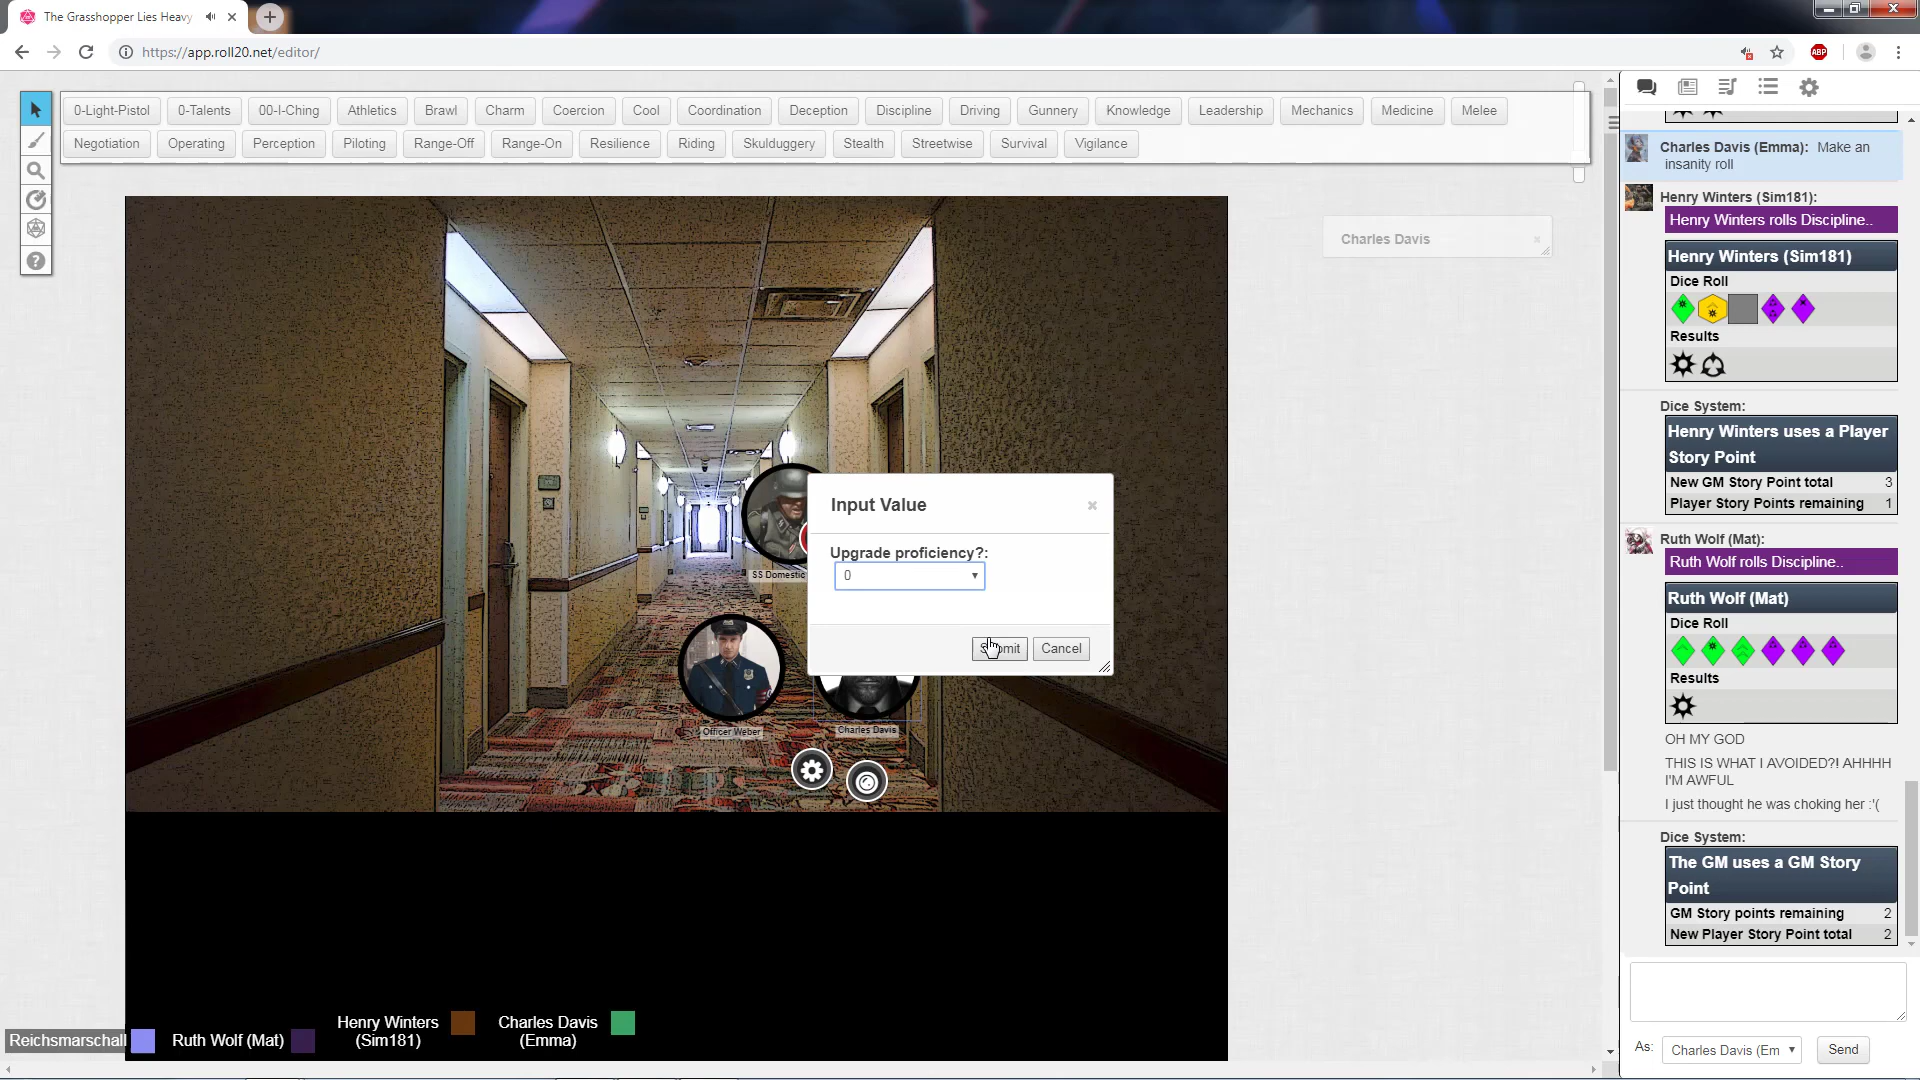 The Grasshopper Lies Heavy
https://app.roll20.net/editor/
ABP
0-Light-Pistol 0-Talents 00-I-Ching Athletics Brawl Charm Coercion Cool Coordination Deception Discipline Driving Gunnery Knowledge Leadership Mechanics Medicine Melee
Negotiation Operating Perception Piloting Range-Off Range-On Resilience Riding Skulduggery Stealth Streetwise Survival Vigilance
Charles Davis
Input Value
Upgrade proficiency?:
0
Cancel
SS Domestic
Officer Weber
Charles Davis
Reichsmarschall
Ruth Wolf (Mat)
Henry Winters
(Sim181)
Charles Davis
(Emma)
Charles Davis (Emma): Make an
insanity roll
Henry Winters (Sim181):
Henry Winters rolls Discipline..
Henry Winters (Sim181)
Dice Roll
Results
Dice System:
Henry Winters uses a Player
Story Point
New GM Story Point total 3
Player Story Points remaining 1
Ruth Wolf (Mat):
Ruth Wolf rolls Discipline..
Ruth Wolf (Mat)
Dice Roll
Results
OH MY GOD
THIS IS WHAT I AVOIDED?! AHHHH
I'M AWFUL
I just thought he was choking her :'(
Dice System:
The GM uses a GM Story
Point
GM Story points remaining 2
New Player Story Point total 2
As: Charles Davis (Em
Send